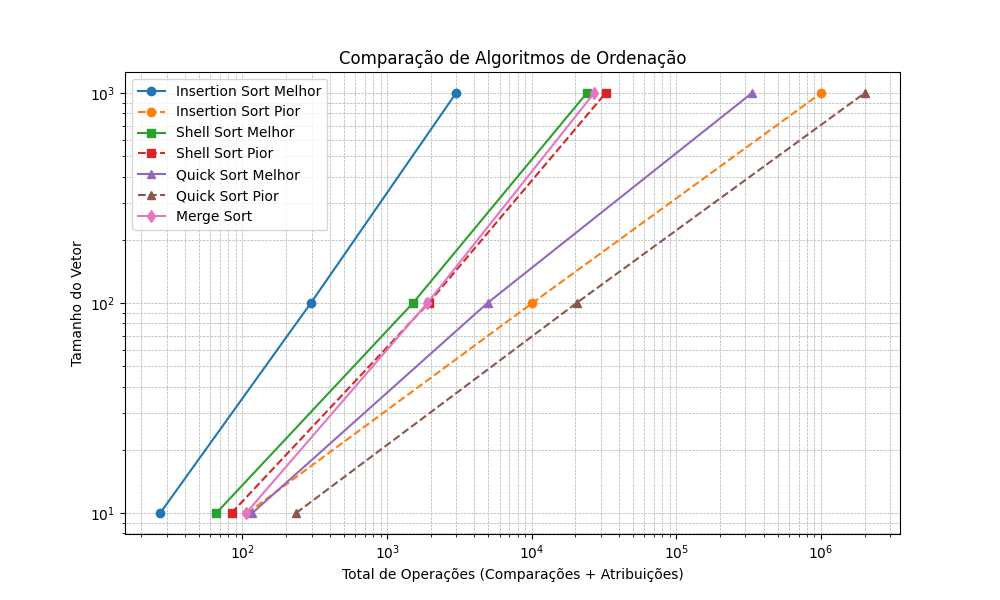 Comparação de Algoritmos de Ordenação
Insertion Sort Melhor
Insertion Sort Pior
Shell Sort Melhor
Shell Sort Pior
Quick Sort Melhor
Quick Sort Pior
Merge Sort
Tamanho do Vetor
10³
10²
10¹
10² 10³ 10⁴ 10⁵ 10⁶
Total de Operações (Comparações + Atribuições)